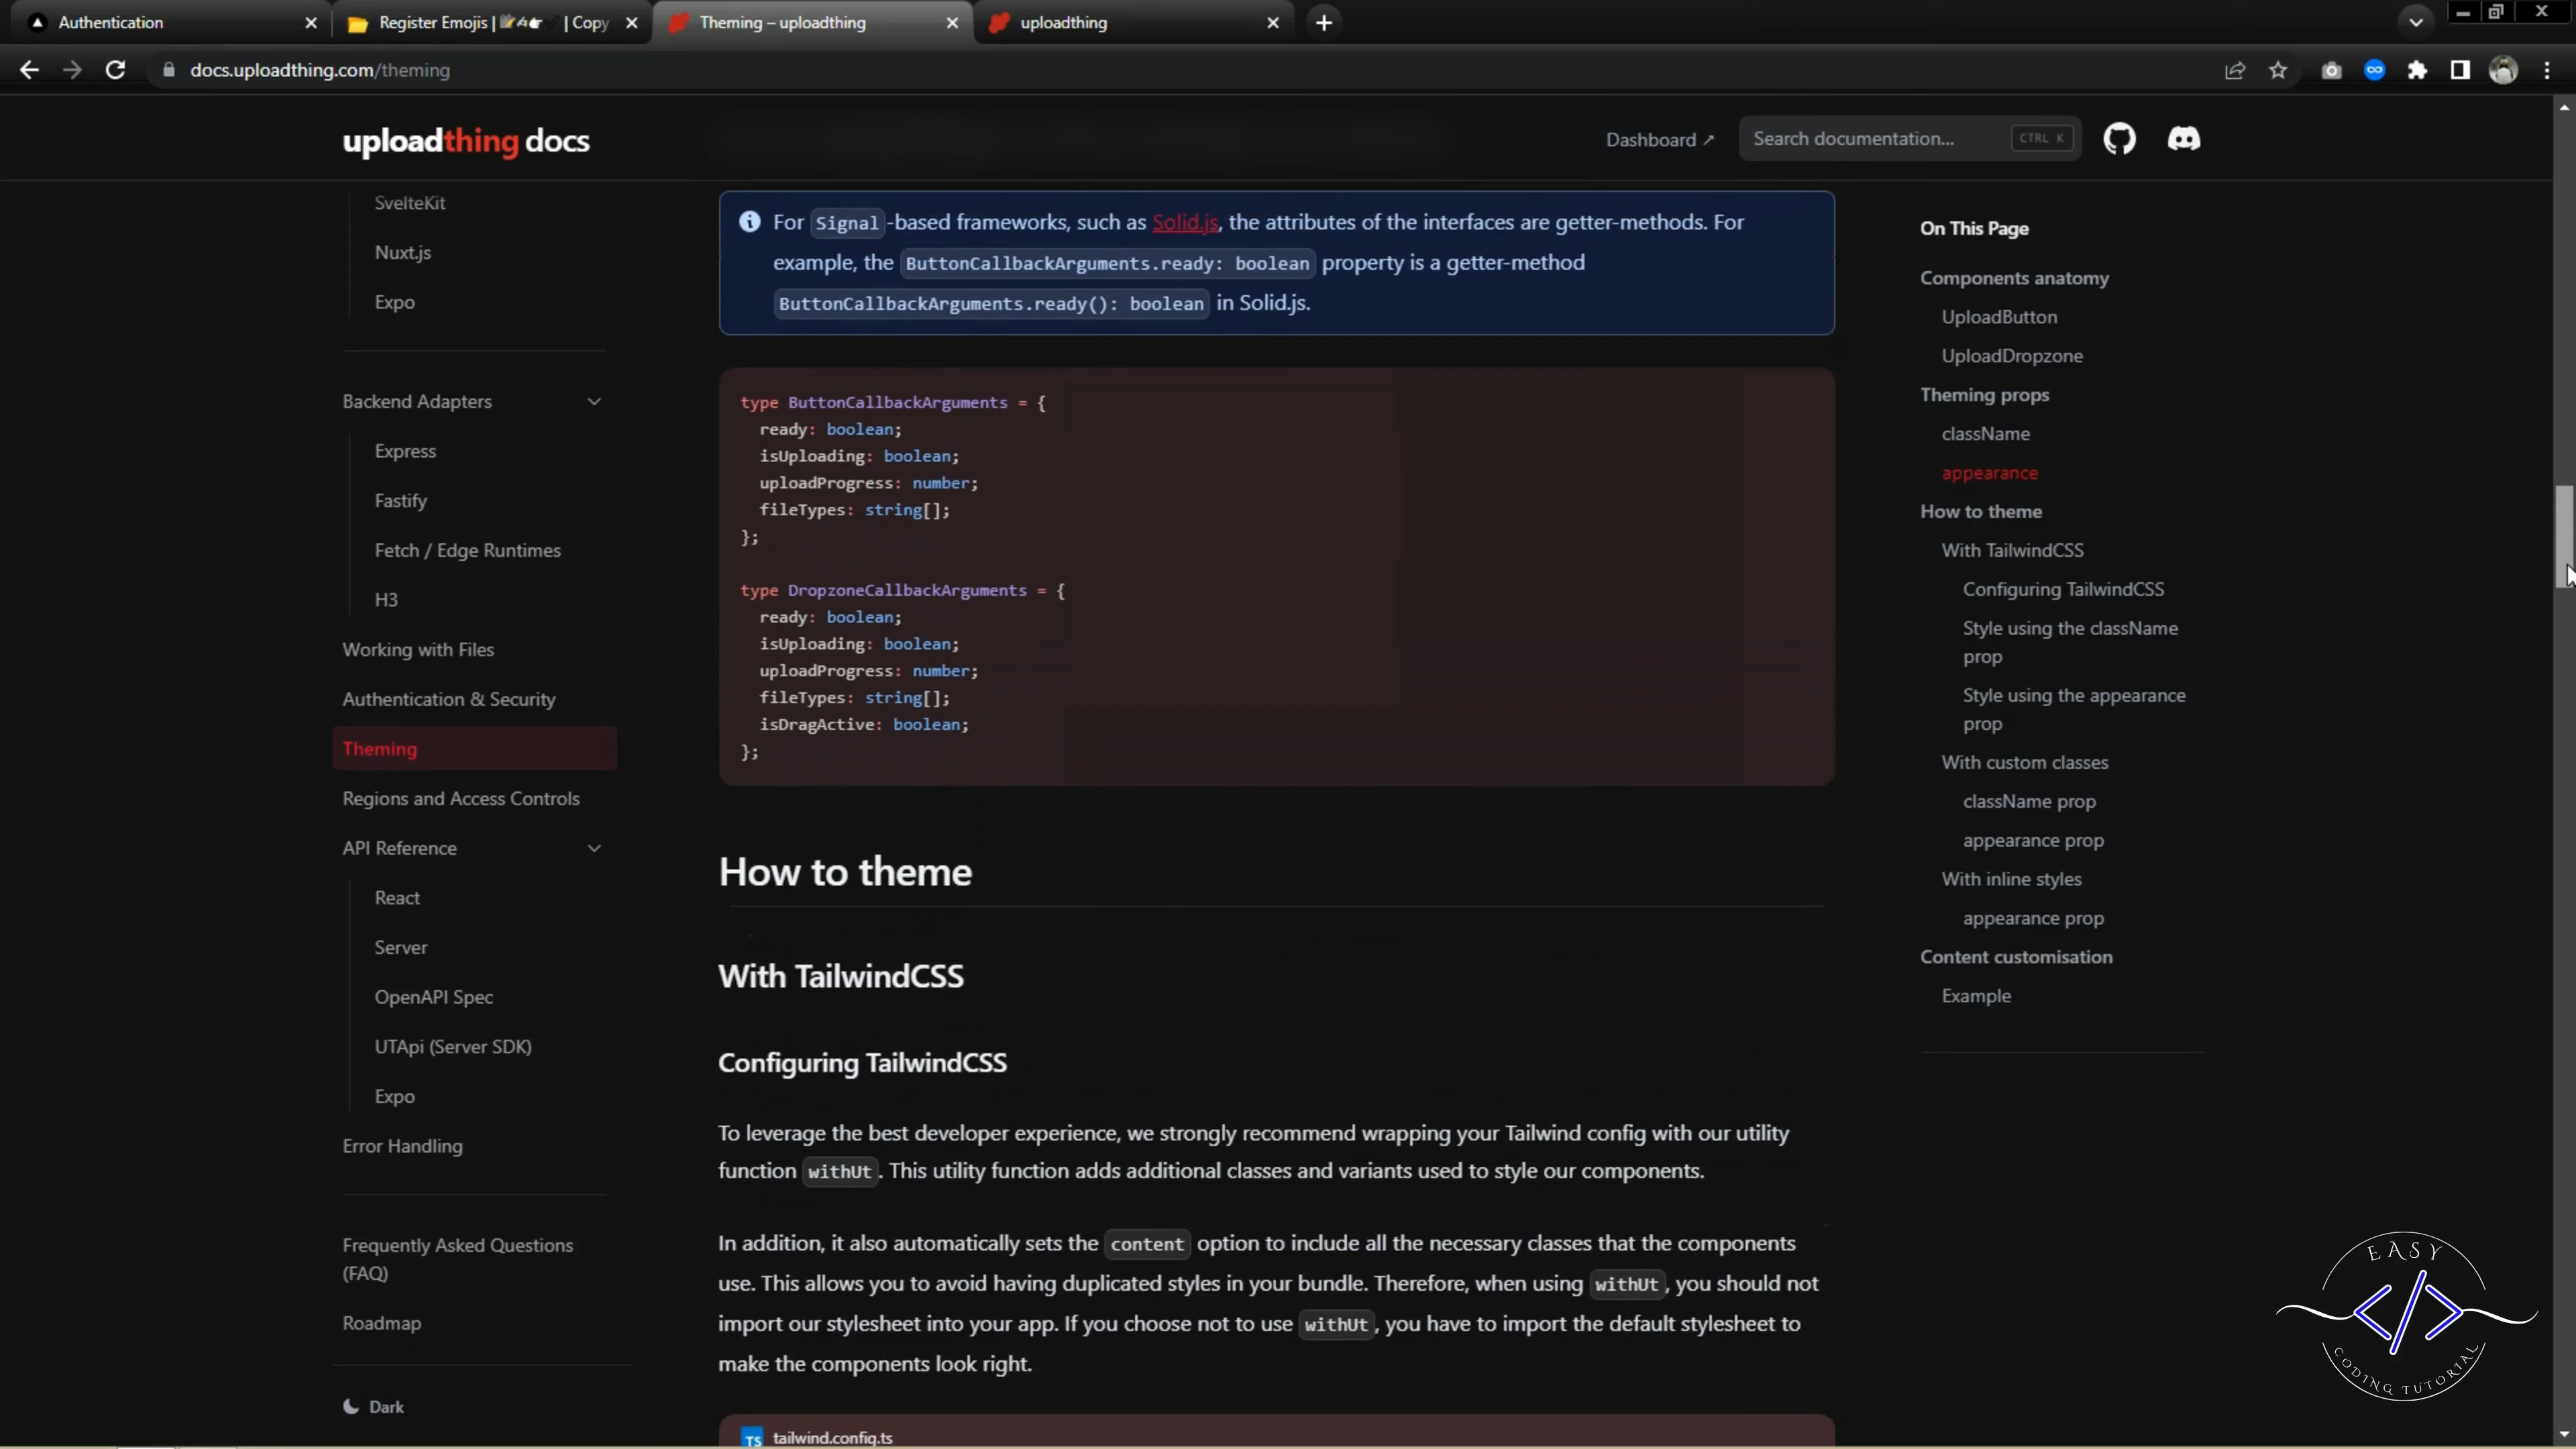 Authentication
Register Emojis | 📝✍👉 | Copy
Theming – uploadthing
uploadthing
docs.uploadthing.com/theming
uploadthing docs
Dashboard ↗
Search documentation...
CTRL K
SvelteKit
Nuxt.js
Expo
Backend Adapters
Express
Fastify
Fetch / Edge Runtimes
H3
Working with Files
Authentication & Security
Theming
Regions and Access Controls
API Reference
React
Server
OpenAPI Spec
UTApi (Server SDK)
Expo
Error Handling
Frequently Asked Questions
(FAQ)
Roadmap
Dark
For Signal-based frameworks, such as Solid.js, the attributes of the interfaces are getter-methods. For
example, the ButtonCallbackArguments.ready: boolean property is a getter-method
ButtonCallbackArguments.ready(): boolean in Solid.js.
type ButtonCallbackArguments = {
  ready: boolean;
  isUploading: boolean;
  uploadProgress: number;
  fileTypes: string[];
};
type DropzoneCallbackArguments = {
  ready: boolean;
  isUploading: boolean;
  uploadProgress: number;
  fileTypes: string[];
  isDragActive: boolean;
};
How to theme
With TailwindCSS
Configuring TailwindCSS
To leverage the best developer experience, we strongly recommend wrapping your Tailwind config with our utility
function withUt. This utility function adds additional classes and variants used to style our components.
In addition, it also automatically sets the content option to include all the necessary classes that the components
use. This allows you to avoid having duplicated styles in your bundle. Therefore, when using withUt, you should not
import our stylesheet into your app. If you choose not to use withUt, you have to import the default stylesheet to
make the components look right.
TS tailwind.config.ts
On This Page
Components anatomy
UploadButton
UploadDropzone
Theming props
className
appearance
How to theme
With TailwindCSS
Configuring TailwindCSS
Style using the className
prop
Style using the appearance
prop
With custom classes
className prop
appearance prop
With inline styles
appearance prop
Content customisation
Example
EASY
</>
CODING TUTORIAL